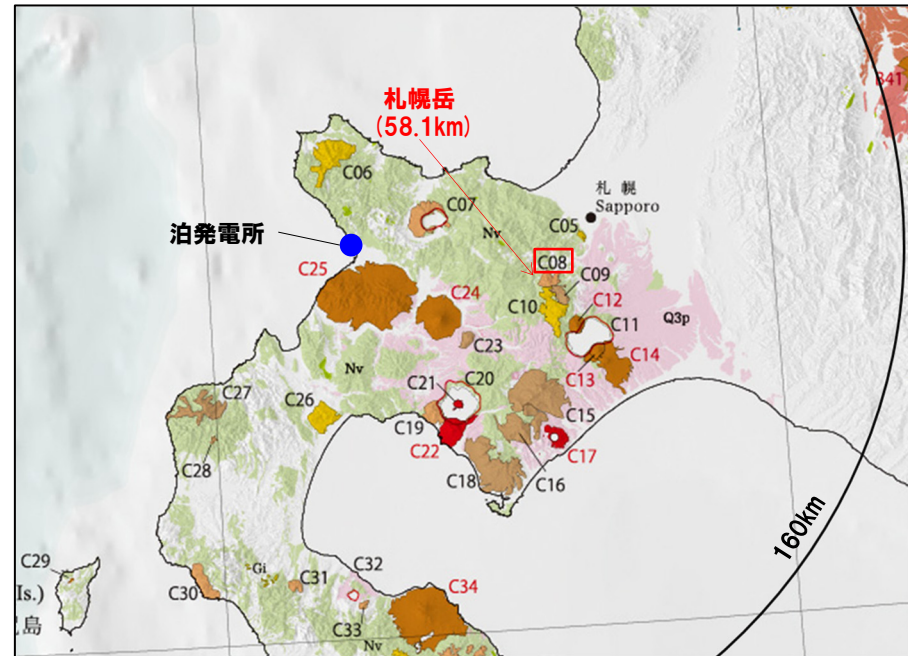 札幌岳
(58.1km)
B41
C06
札 幌
Sapporo
C07
C05
Nv
泊発電所
C08
C25
C09
C24
C10
C12
C11
Q3p
C23
C14
Nv
C13
C27
C21
C20
C26
C15
C19
C22
C17
C28
C16
C18
160km
C29
C32
Gi
C31
C34
Is.)
C30
島
C33
Nv